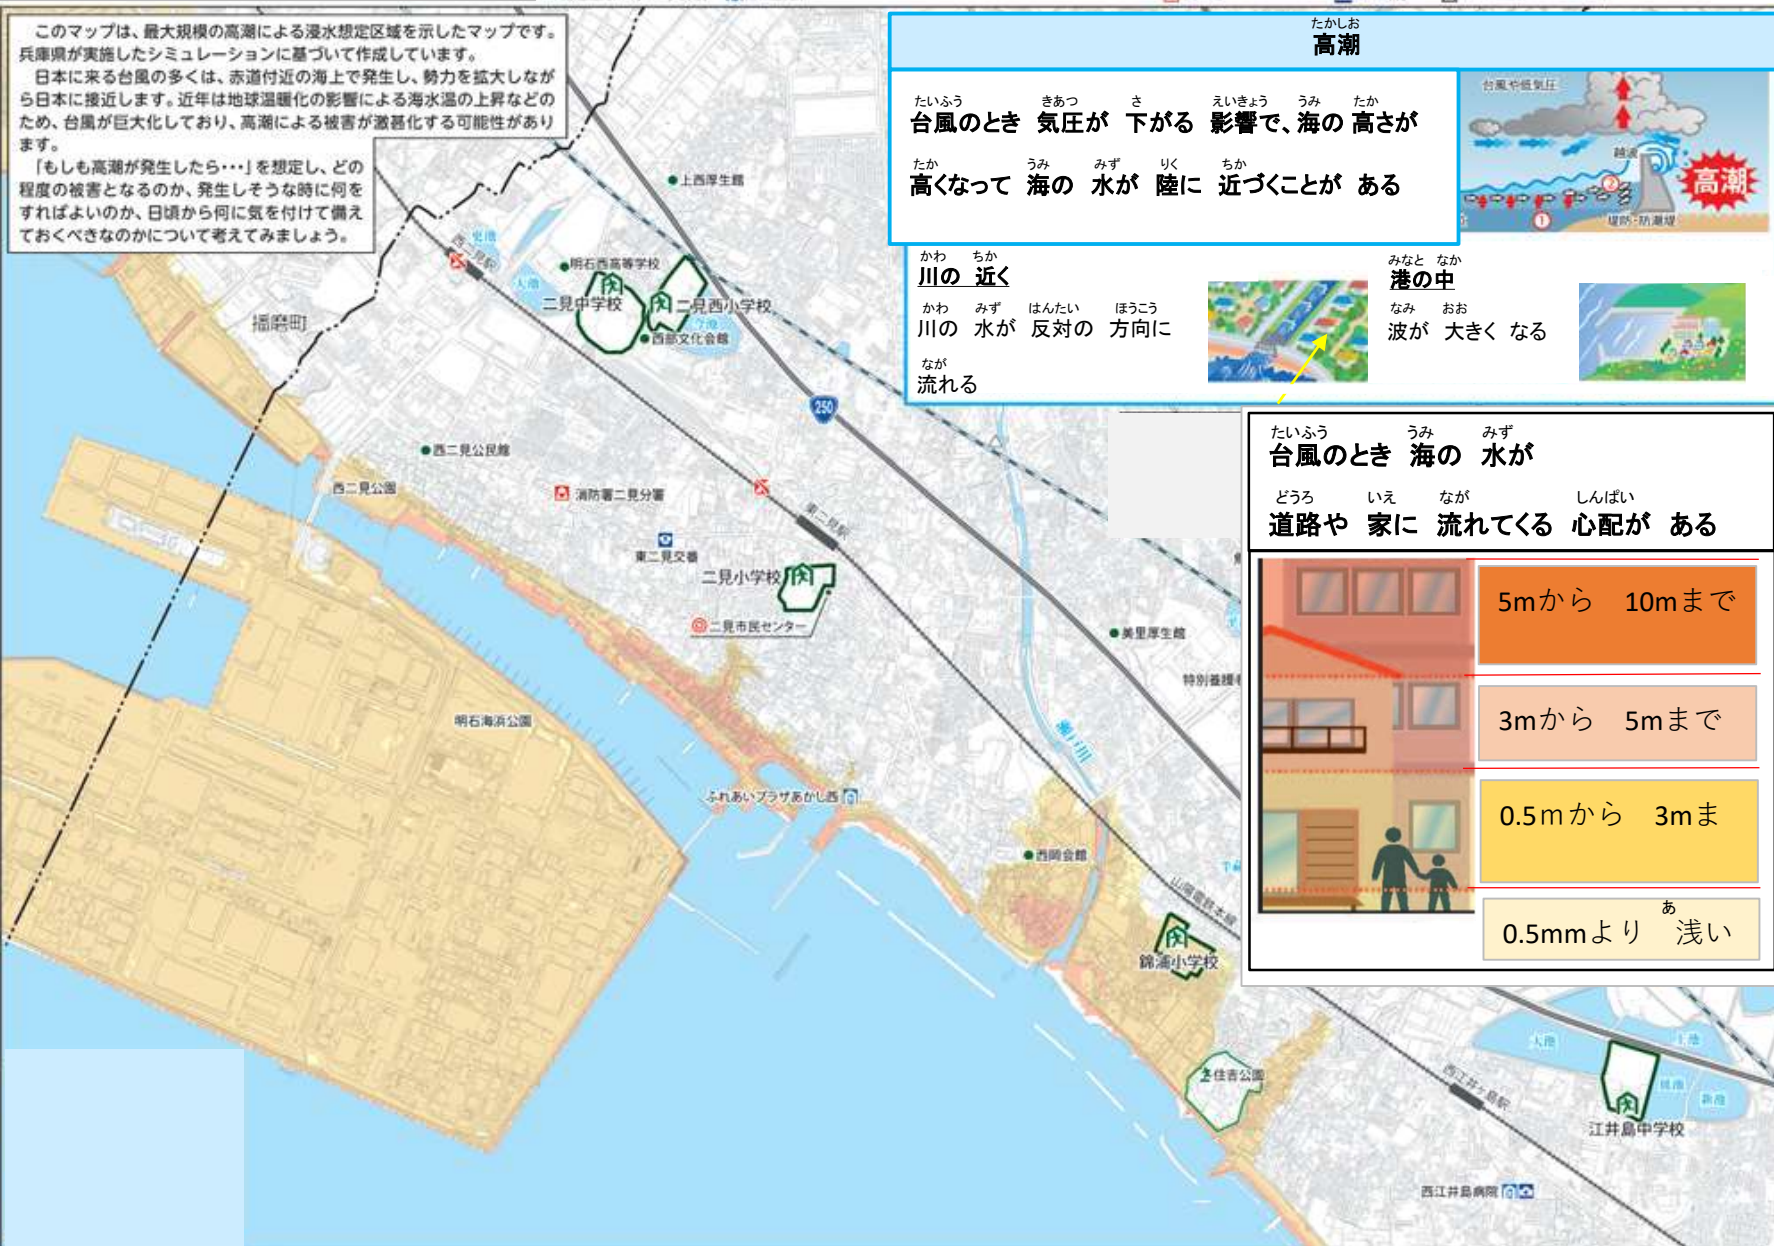 このマップは、最大規模の高潮による浸水想定区域を示したマップです。
兵庫県が実施したシミュレーションに基づいて作成しています。
日本に来る台風の多くは、赤道付近の海上で発生し、勢力を拡大しなが
ら日本に接近します。近年は地球温暖化の影響による海水温の上昇などの
ため、台風が巨大化しており、高潮による被害が激甚化する可能性があり
ます。
「もしも高潮が発生したら・・・」を想定し、どの
程度の被害となるのか、発生しそうな時に何を
すればよいのか、日頃から何に気を付けて備え
ておくべきなのかについて考えてみましょう。
たかしお
高潮
たいふう きあつ さ えいきょう うみ たか
台風のとき 気圧が 下がる 影響で、海の 高さが
たか うみ みず りく ちか
高くなって 海の 水が 陸に 近づくことが ある
台風や低気圧
越波
高潮
②
①
堤防・防潮堤
かわ ちか
川の 近く
かわ みず はんたい ほうこう
川の 水が 反対の 方向に
なが
流れる
みなと なか
港の中
なみ おお
波が 大きく なる
たいふう うみ みず
台風のとき 海の 水が
どうろ いえ なが しんぱい
道路や 家に 流れてくる 心配が ある
5mから 10mまで
3mから 5mまで
0.5mから 3mま
あ
0.5mmより 浅い
上西厚生館
西二見駅
大池
明石西高等学校
二見中学校
二見西小学校
西部文化会館
播磨町
250
西二見公民館
西二見公園
消防署二見分署
東二見駅
東二見交番
二見小学校
二見市民センター
美里厚生館
特別養護
瀬戸川
明石海浜公園
ふれあいプラザあかし西
西岡会館
山陽電鉄本線
錦浦小学校
住吉公園
大池
上池
新池
西江井ヶ島駅
江井島中学校
西江井島病院